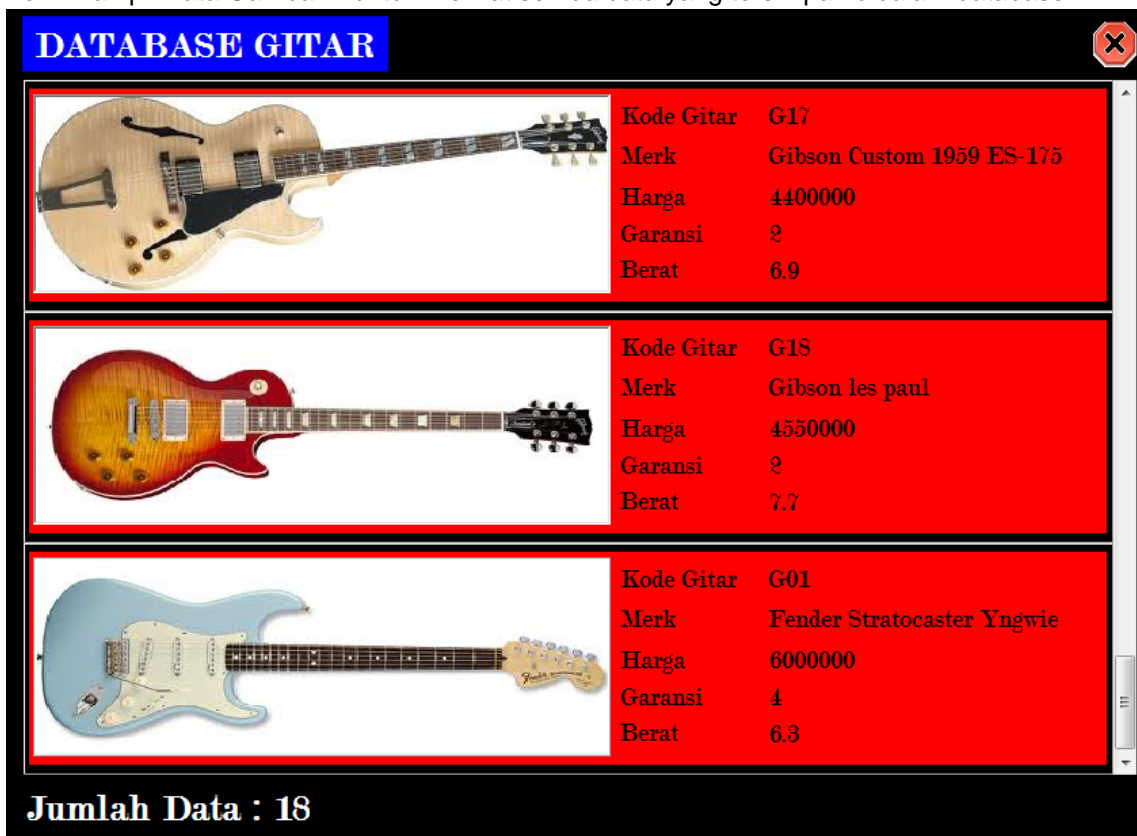 DATABASE GITAR
Kode Gitar G17
Merk Gibson Custom 1959 ES-175
Harga 4400000
Garansi 2
Berat 6.9
Kode Gitar G18
Merk Gibson les paul
Harga 4550000
Garansi 2
Berat 7.7
Kode Gitar G01
Merk Fender Stratocaster Yngwie
Harga 6000000
Garansi 4
Berat 6.3
Jumlah Data : 18